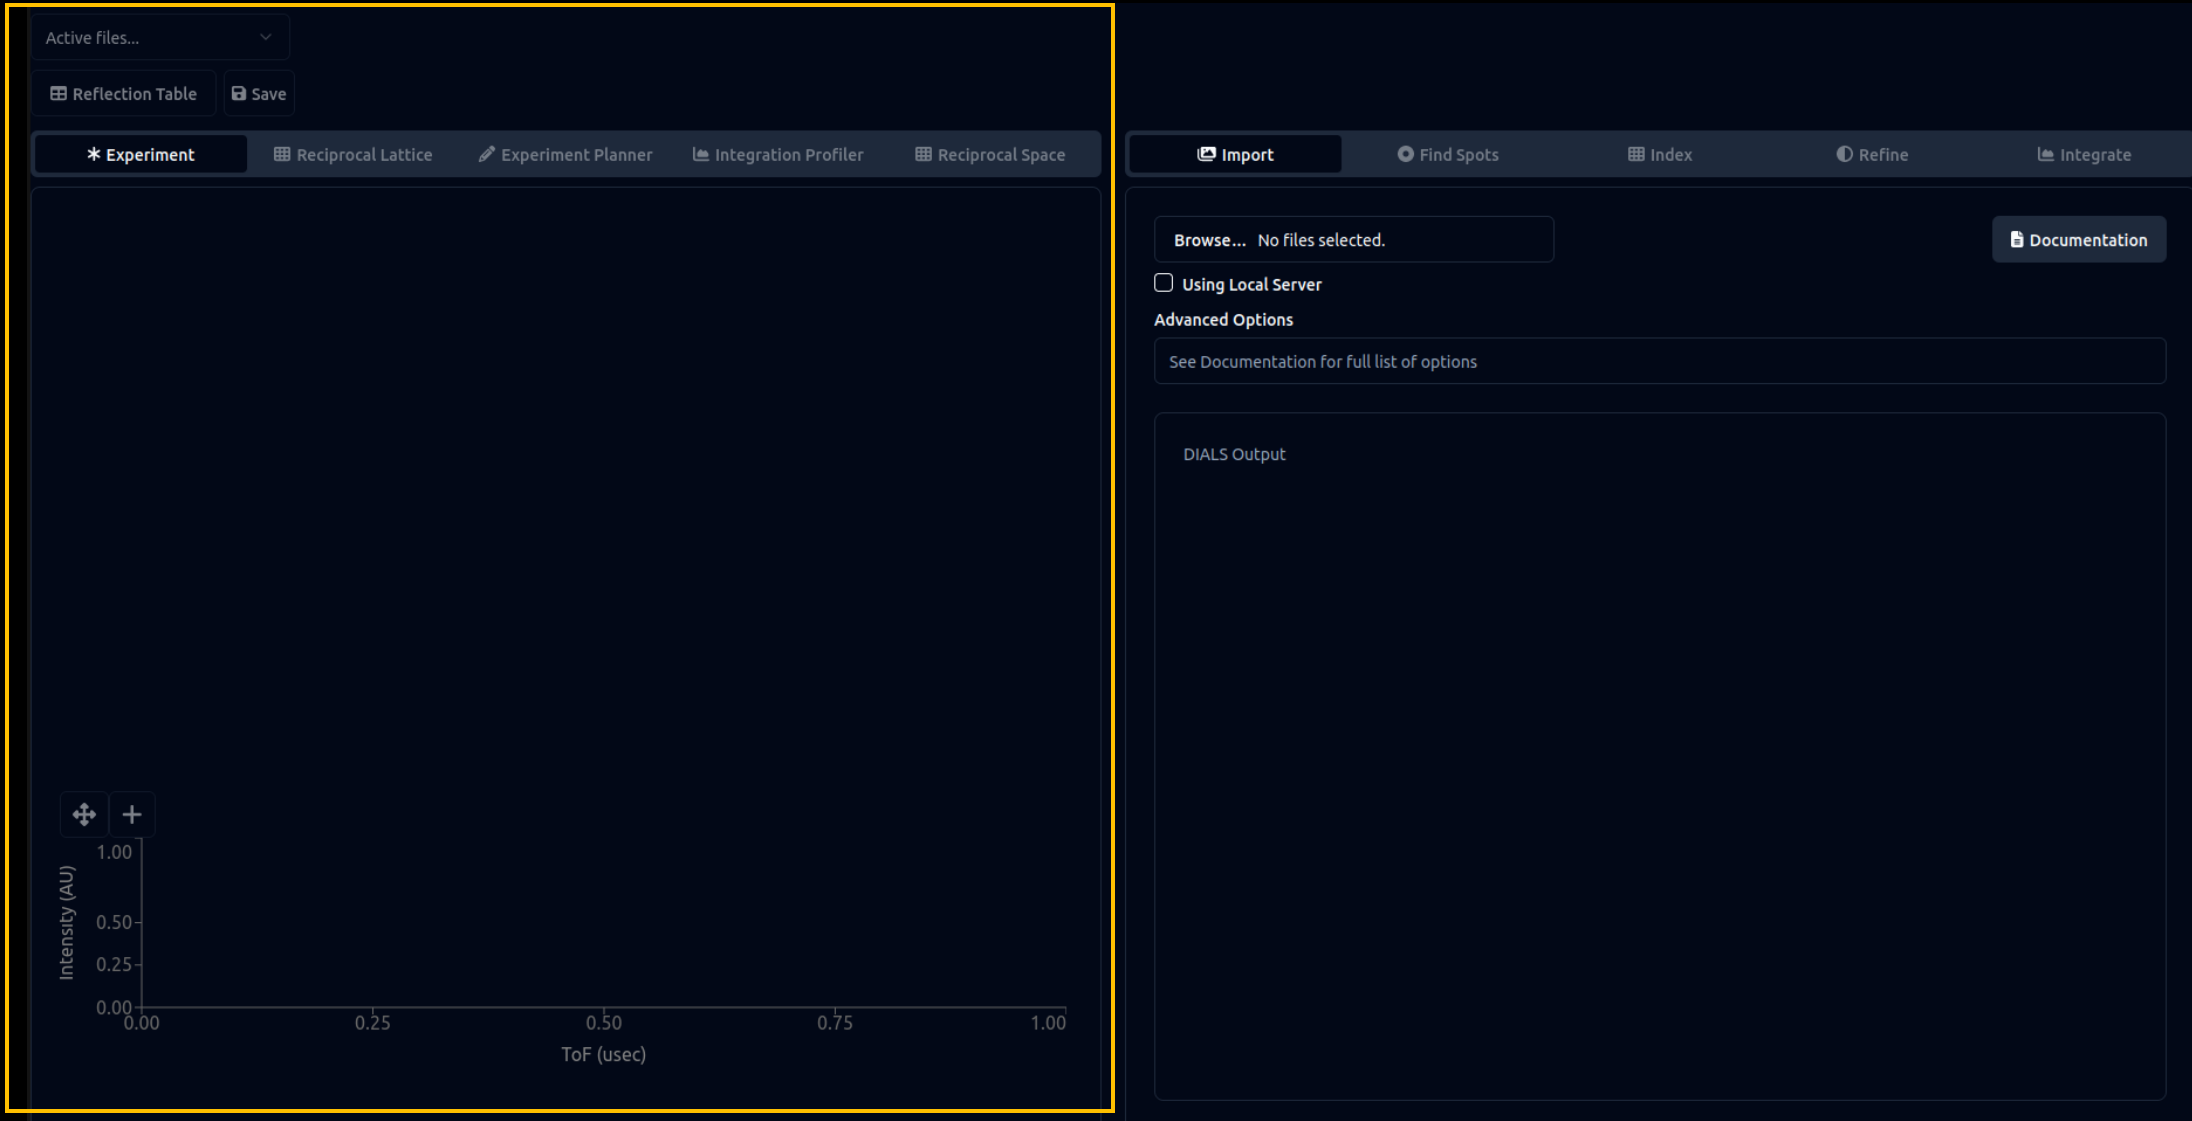 Active files...
Reflection Table
Save
Experiment
Reciprocal Lattice
Experiment Planner
Integration Profiler
Reciprocal Space
1.00
0.50
0.25
0.00
Intensity (AU)
0.00
0.25
0.50
0.75
1.00
ToF (usec)
Import
Find Spots
Index
Refine
Integrate
Browse... No files selected.
Documentation
Using Local Server
Advanced Options
See Documentation for full list of options
DIALS Output